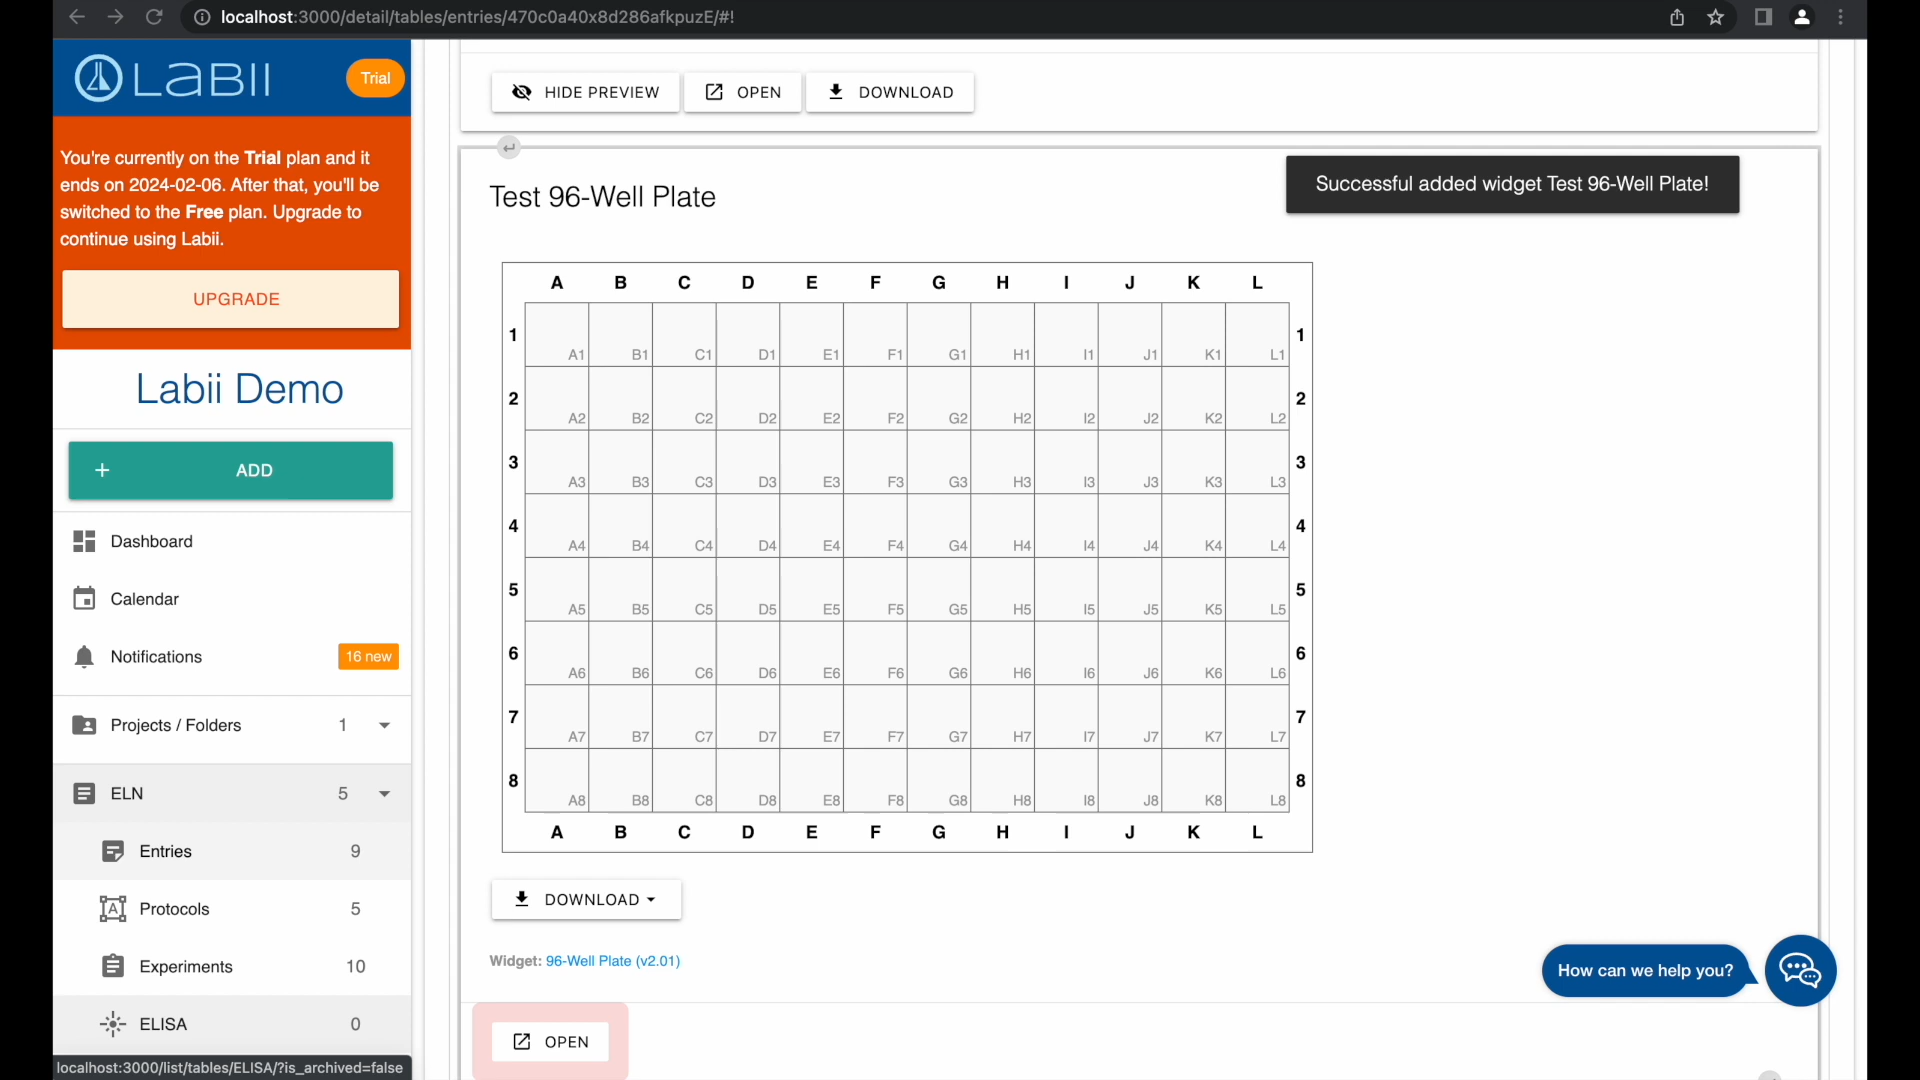 localhost:3000/detail/tables/entries/470c0a40x8d286afkpuzE/#!
LABII
Trial
You're currently on the Trial plan and it
ends on 2024-02-06. After that, you'll be
switched to the Free plan. Upgrade to
continue using Labii.
UPGRADE
Labii Demo
+ ADD
Dashboard
Calendar
Notifications 16 new
Projects / Folders 1
ELN 5
Entries 9
Protocols 5
Experiments 10
ELISA 0
localhost:3000/list/tables/ELISA/?is_archived=false
HIDE PREVIEW OPEN DOWNLOAD
Test 96-Well Plate
Successful added widget Test 96-Well Plate!
A B C D E F G H I J K L
1 A1 B1 C1 D1 E1 F1 G1 H1 I1 J1 K1 L1 1
2 A2 B2 C2 D2 E2 F2 G2 H2 I2 J2 K2 L2 2
3 A3 B3 C3 D3 E3 F3 G3 H3 I3 J3 K3 L3 3
4 A4 B4 C4 D4 E4 F4 G4 H4 I4 J4 K4 L4 4
5 A5 B5 C5 D5 E5 F5 G5 H5 I5 J5 K5 L5 5
6 A6 B6 C6 D6 E6 F6 G6 H6 I6 J6 K6 L6 6
7 A7 B7 C7 D7 E7 F7 G7 H7 I7 J7 K7 L7 7
8 A8 B8 C8 D8 E8 F8 G8 H8 I8 J8 K8 L8 8
A B C D E F G H I J K L
DOWNLOAD
Widget: 96-Well Plate (v2.01)
OPEN
How can we help you?